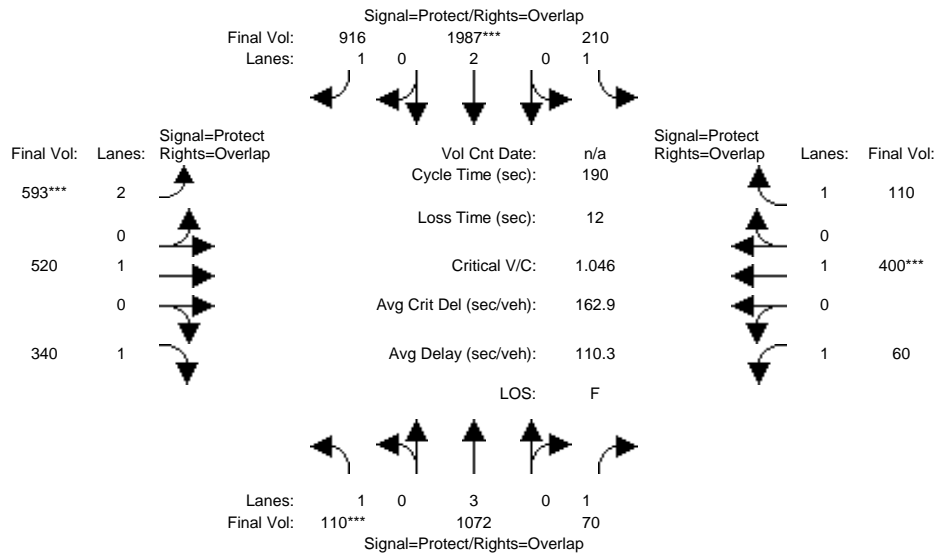 Signal=Protect/Rights=Overlap
Final Vol: 916 1987*** 210
Lanes: 1 0 2 0 1
Signal=Protect Signal=Protect
Final Vol: Lanes: Rights=Overlap Vol Cnt Date: n/a Rights=Overlap Lanes: Final Vol:
Cycle Time (sec): 190
593*** 2 1 110
Loss Time (sec): 12
0 0
520 1 Critical V/C: 1.046 1 400***
0 Avg Crit Del (sec/veh): 162.9 0
340 1 Avg Delay (sec/veh): 110.3 1 60
LOS: F
Lanes: 1 0 3 0 1
Final Vol: 110*** 1072 70
Signal=Protect/Rights=Overlap